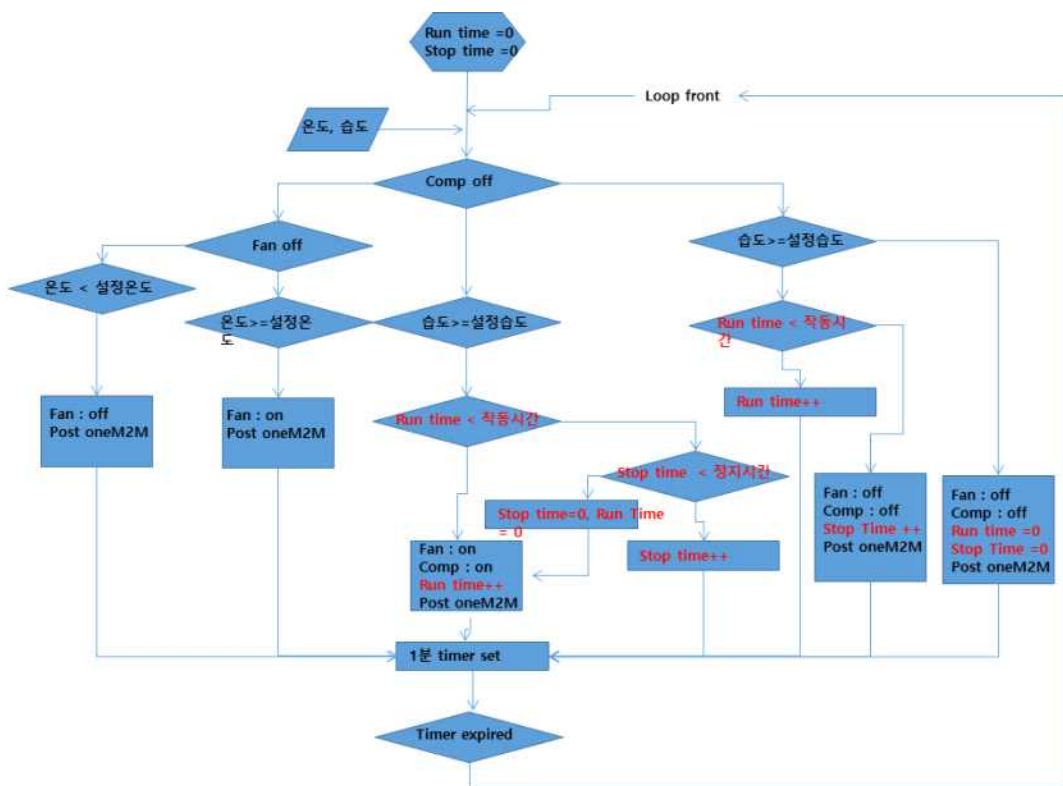 Run time =0
Stop time =0
Loop front
온도, 습도
Comp off
Fan off
습도>=설정습도
온도 < 설정온도
온도>=설정온
도
습도>=설정습도
Run time < 작동시
간
Run time++
Fan : off
Post oneM2M
Fan : on
Post oneM2M
Run time < 작동시간
Stop time < 정지시간
Stop time=0, Run Time
= 0
Fan : on
Comp : on
Run time++
Post oneM2M
Stop time++
Fan : off
Comp : off
Stop Time ++
Post oneM2M
Fan : off
Comp : off
Run time =0
Stop Time =0
Post oneM2M
1분 timer set
Timer expired